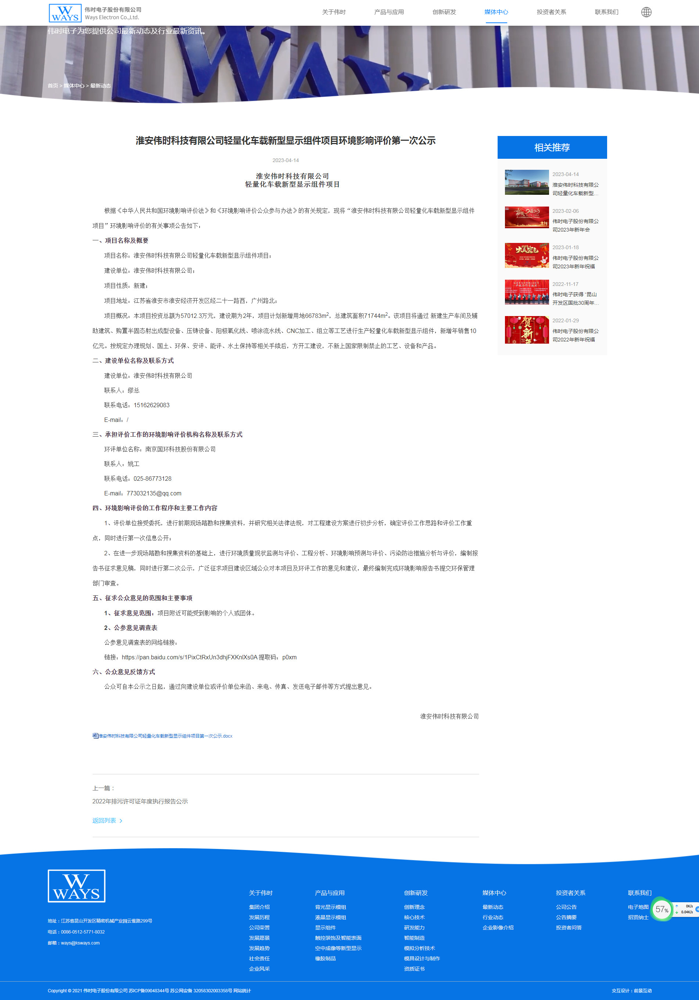 W
WAYS
伟时电子股份有限公司
Ways Electron Co.,Ltd.
关于伟时
产品与应用
创新研发
媒体中心
投资者关系
联系我们
伟时电子为您提供公司最新动态及行业最新资讯。
首页 > 媒体中心 > 最新动态
淮安伟时科技有限公司轻量化车载新型显示组件项目环境影响评价第一次公示
2023-04-14
淮安伟时科技有限公司
轻量化车载新型显示组件项目
根据《中华人民共和国环境影响评价法》和《环境影响评价公众参与办法》的有关规定，现将“淮安伟时科技有限公司轻量化车载新型显示组件
项目”环境影响评价的有关事项公告如下：
一、项目名称及概要
项目名称：淮安伟时科技有限公司轻量化车载新型显示组件项目；
建设单位：淮安伟时科技有限公司；
项目性质：新建；
项目地址：江苏省淮安市淮安经济开发区经二十一路西，广州路北；
项目概况：本项目投资总额为57012.3万元，建设期为2年，项目计划新增用地66783m²，总建筑面积71744m²。该项目将通过 新建生产车间及辅
助建筑、购置半固态射出成型设备、压铸设备、阳极氧化线、喷涂流水线、CNC加工、组立等工艺进行生产轻量化车载新型显示组件，新增年销售10
亿元。按规定办理规划、国土、环保、安评、能评、水土保持等相关手续后，方开工建设，不新上国家限制禁止的工艺、设备和产品。
二、建设单位名称及联系方式
建设单位：淮安伟时科技有限公司
联系人：缪总
联系电话：15162629083
E-mail：/
三、承担评价工作的环境影响评价机构名称及联系方式
环评单位名称：南京国环科技股份有限公司
联系人：姚工
联系电话：025-86773128
E-mail：773032135@qq.com
四、环境影响评价的工作程序和主要工作内容
1、评价单位接受委托，进行前期现场踏勘和搜集资料，并研究相关法律法规，对工程建设方案进行初步分析，确定评价工作思路和评价工作重
点，同时进行第一次信息公开；
2、在进一步现场踏勘和搜集资料的基础上，进行环境质量现状监测与评价、工程分析、环境影响预测与评价、污染防治措施分析与评价，编制报
告书征求意见稿，同时进行第二次公示，广泛征求项目建设区域公众对本项目及环评工作的意见和建议，最终编制完成环境影响报告书提交环保管理
部门审查。
五、征求公众意见的范围和主要事项
1、征求意见范围：项目附近可能受到影响的个人或团体。
2、公参意见调查表
公参意见调查表的网络链接：
链接：https://pan.baidu.com/s/1PixCtRxUn3dhjFXKnlXs0A 提取码：p0xm
六、公众意见反馈方式
公众可自本公示之日起，通过向建设单位或评价单位来函、来电、传真、发送电子邮件等方式提出意见。
淮安伟时科技有限公司
淮安伟时科技有限公司轻量化车载新型显示组件项目第一次公示.docx
上一篇：
2022年排污许可证年度执行报告公示
返回列表 >
相关推荐
2023-04-14
淮安伟时科技有限公
司轻量化车载新型...
2023-02-06
伟时电子股份有限公
司2023年新年会
2023-01-18
伟时电子股份有限公
司2023年新年祝福
2022-11-17
伟时电子获得 “昆山
开发区国批30周年...
贺新年
2022-01-29
伟时电子股份有限公
司2022年新年祝福
W
WAYS
地址：江苏省昆山开发区精密机械产业园云雀路299号
电话：0086-0512-5771-8032
邮箱：ways@ksways.com
关于伟时
集团介绍
发展历程
公司荣誉
发展愿景
发展趋势
社会责任
企业风采
产品与应用
背光显示模组
液晶显示模组
显示组件
触控装饰及智能表面
空中成像等新型显示
橡胶制品
创新研发
创新理念
核心技术
研发能力
智能制造
模拟分析技术
模具设计与制作
资质证书
媒体中心
最新动态
行业动态
企业影像介绍
投资者关系
公司公告
公告摘要
投资者问答
联系我们
电子地图
招贤纳士
57%
0K/s
0.04K/s
Copyright © 2021 伟时电子股份有限公司 苏ICP备09048344号 苏公网安备 32058302003358号 网站统计
交互设计：前景互动